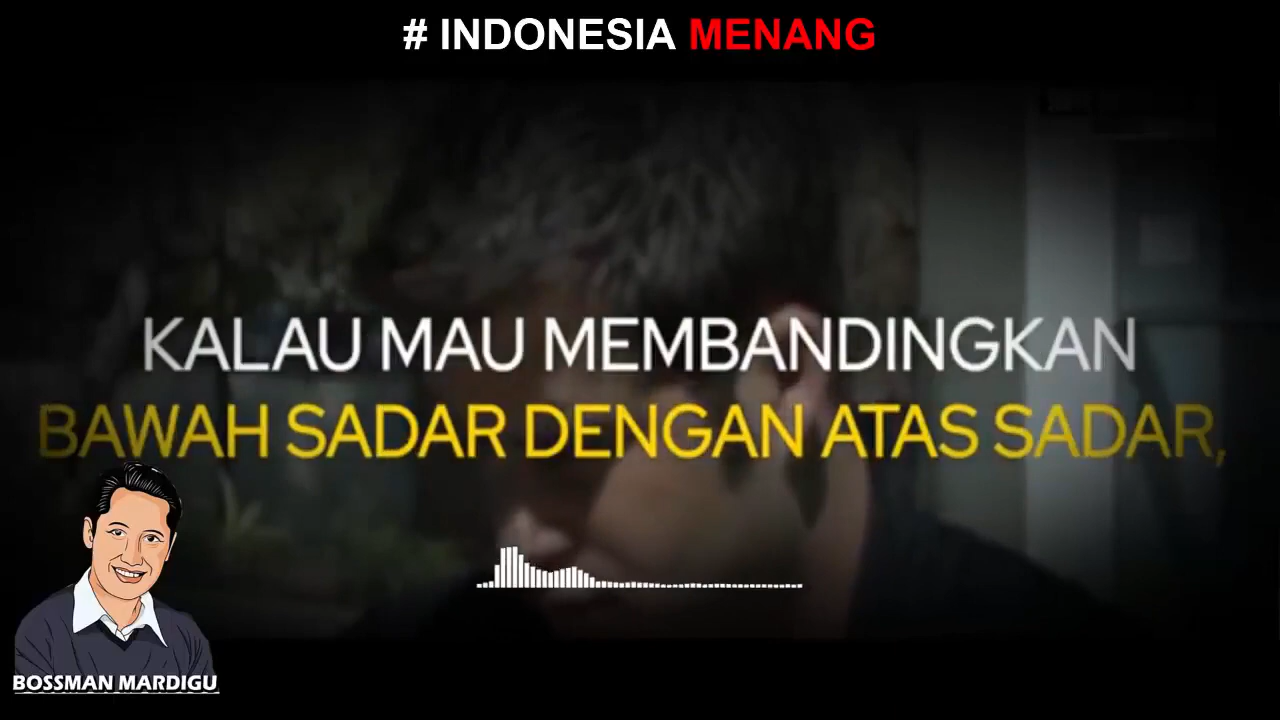 # INDONESIA MENANG
KALAU MAU MEMBANDINGKAN
BAWAH SADAR DENGAN ATAS SADAR,
BOSSMAN MARDIGU